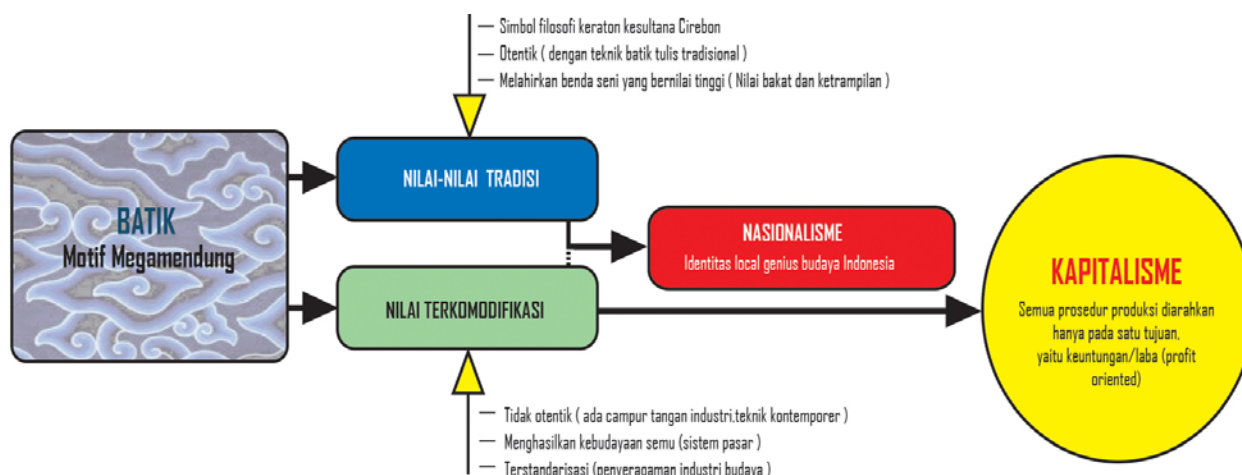 — Simbol filosofi keraton kesultana Cirebon
— Otentik ( dengan teknik batik tulis tradisional )
— Melahirkan benda seni yang bernilai tinggi ( Nilai bakat dan ketrampilan )
BATIK
Motif Megamendung
NILAI-NILAI TRADISI
NASIONALISME
Identitas local genius budaya Indonesia
NILAI TERKOMODIFIKASI
KAPITALISME
Semua prosedur produksi diarahkan
hanya pada satu tujuan,
yaitu keuntungan/laba (profit
oriented)
— Tidak otentik ( ada campur tangan industri,teknik kontemporer )
— Menghasilkan kebudayaan semu (sistem pasar )
— Terstandarisasi (penyeragaman industri budaya )